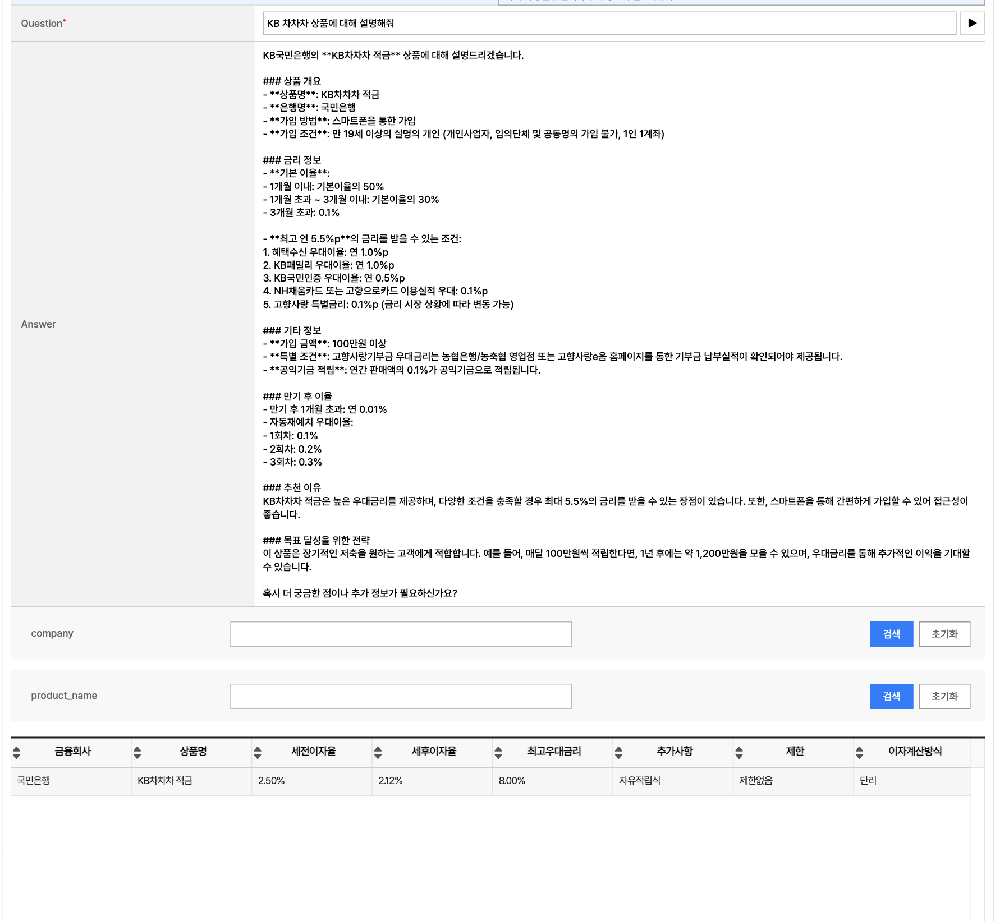 Question*
KB 차차차 상품에 대해 설명해줘
Answer
KB국민은행의 **KB차차차 적금** 상품에 대해 설명드리겠습니다.
### 상품 개요
- **상품명**: KB차차차 적금
- **은행명**: 국민은행
- **가입 방법**: 스마트폰을 통한 가입
- **가입 조건**: 만 19세 이상의 실명의 개인 (개인사업자, 임의단체 및 공동명의 가입 불가, 1인 1계좌)
### 금리 정보
- **기본 이율**:
- 1개월 이내: 기본이율의 50%
- 1개월 초과 ~ 3개월 이내: 기본이율의 30%
- 3개월 초과: 0.1%
- **최고 연 5.5%p**의 금리를 받을 수 있는 조건:
1. 혜택수신 우대이율: 연 1.0%p
2. KB패밀리 우대이율: 연 1.0%p
3. KB국민인증 우대이율: 연 0.5%p
4. NH채움카드 또는 고향으로카드 이용실적 우대: 0.1%p
5. 고향사랑 특별금리: 0.1%p (금리 시장 상황에 따라 변동 가능)
### 기타 정보
- **가입 금액**: 100만원 이상
- **특별 조건**: 고향사랑기부금 우대금리는 농협은행/농축협 영업점 또는 고향사랑e음 홈페이지를 통한 기부금 납부실적이 확인되어야 제공됩니다.
- **공익기금 적립**: 연간 판매액의 0.1%가 공익기금으로 적립됩니다.
### 만기 후 이율
- 만기 후 1개월 초과: 연 0.01%
- 자동재예치 우대이율:
- 1회차: 0.1%
- 2회차: 0.2%
- 3회차: 0.3%
### 추천 이유
KB차차차 적금은 높은 우대금리를 제공하며, 다양한 조건을 충족할 경우 최대 5.5%의 금리를 받을 수 있는 장점이 있습니다. 또한, 스마트폰을 통해 간편하게 가입할 수 있어 접근성이
좋습니다.
### 목표 달성을 위한 전략
이 상품은 장기적인 저축을 원하는 고객에게 적합합니다. 예를 들어, 매달 100만원씩 적립한다면, 1년 후에는 약 1,200만원을 모을 수 있으며, 우대금리를 통해 추가적인 이익을 기대할
수 있습니다.
혹시 더 궁금한 점이나 추가 정보가 필요하신가요?
company 검색 초기화
product_name 검색 초기화
금융회사 상품명 세전이자율 세후이자율 최고우대금리 추가사항 제한 이자계산방식
국민은행 KB차차차 적금 2.50% 2.12% 8.00% 자유적립식 제한없음 단리